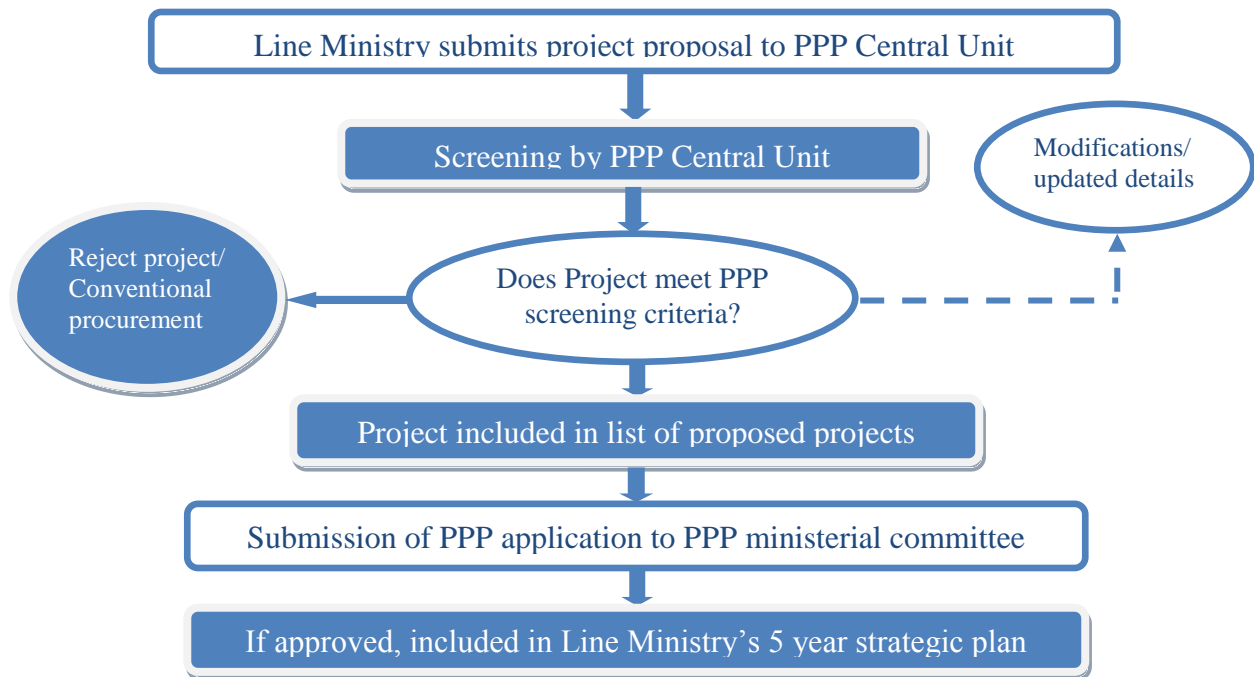 Line Ministry submits project proposal to PPP Central Unit
Screening by PPP Central Unit
Modifications/
updated details
Reject project/
Conventional
procurement
Does Project meet PPP
screening criteria?
Project included in list of proposed projects
Submission of PPP application to PPP ministerial committee
If approved, included in Line Ministry's 5 year strategic plan